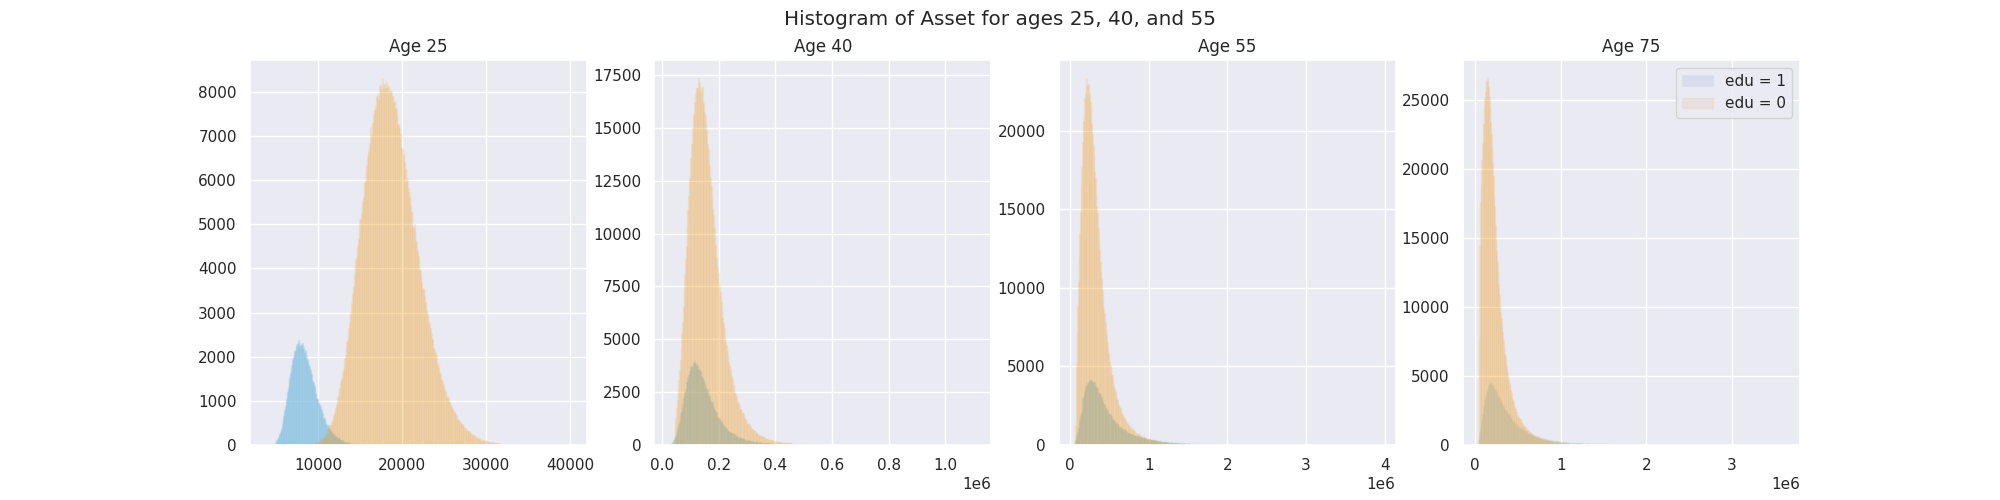 Histogram of Asset for ages 25, 40, and 55
Age 25
8000
7000
6000
5000
4000
3000
2000
1000
0
10000 20000 30000 40000
Age 40
17500
15000
12500
10000
7500
5000
2500
0
0.0 0.2 0.4 0.6 0.8 1.0
1e6
Age 55
20000
15000
10000
5000
0
0 1 2 3 4
1e6
Age 75
edu = 1
edu = 0
25000
20000
15000
10000
5000
0
0 1 2 3
1e6